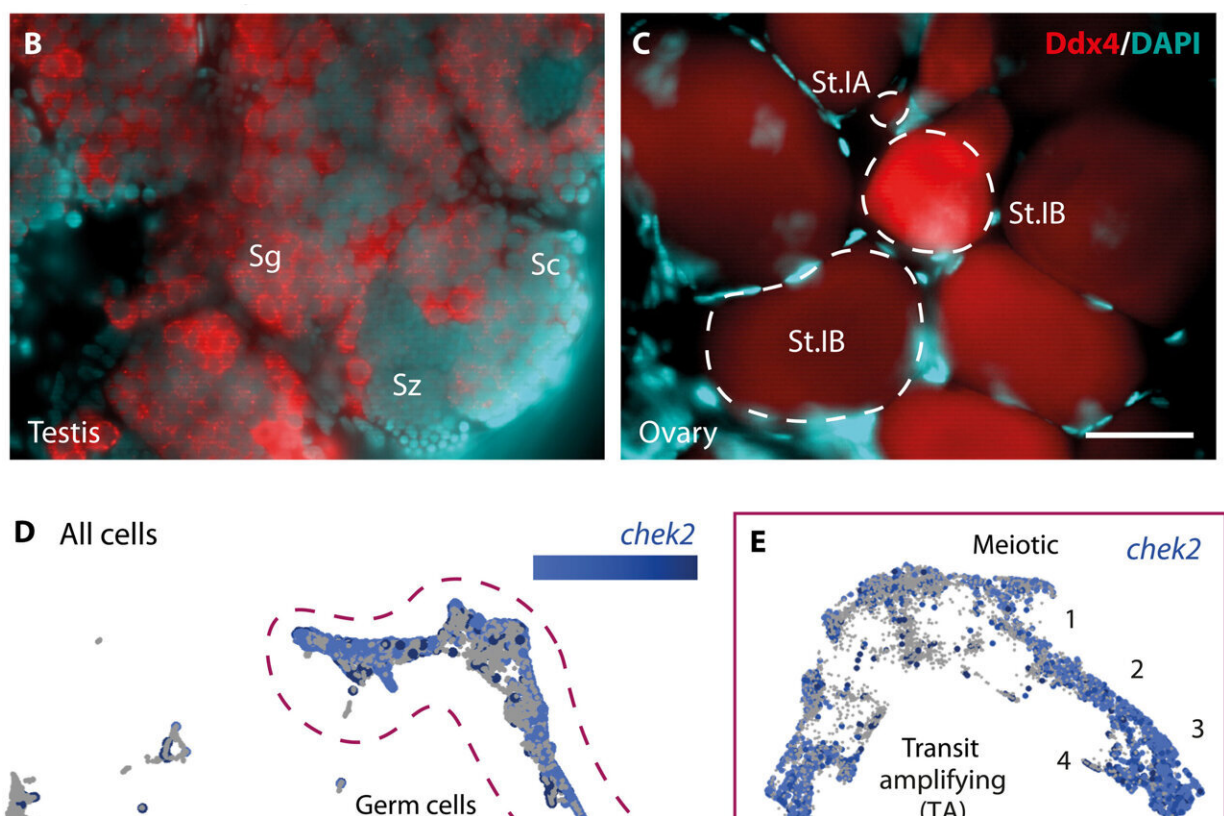 B
C
Ddx4/DAPI
St.IA
St.IB
Sg
Sc
St.IB
Sz
Testis
Ovary
D All cells
chek2
Germ cells
E
Meiotic
chek2
1
2
3
4
Transit
amplifying
(TA)